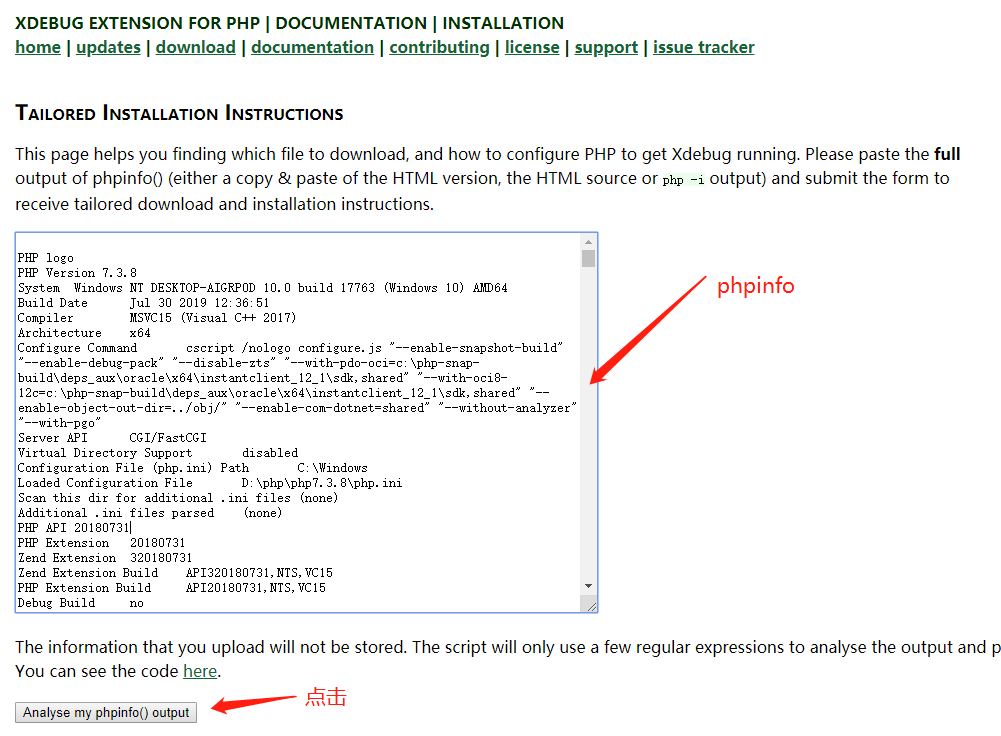 XDEBUG EXTENSION FOR PHP | DOCUMENTATION | INSTALLATION
home | updates | download | documentation | contributing | license | support | issue tracker
Tailored Installation Instructions
This page helps you finding which file to download, and how to configure PHP to get Xdebug running. Please paste the full
output of phpinfo() (either a copy & paste of the HTML version, the HTML source or php -i output) and submit the form to
receive tailored download and installation instructions.
PHP logo
PHP Version 7.3.8
System Windows NT DESKTOP-AIGRPOD 10.0 build 17763 (Windows 10) AMD64
Build Date Jul 30 2019 12:36:51
Compiler MSVC15 (Visual C++ 2017)
Architecture x64
Configure Command cscript /nologo configure.js "--enable-snapshot-build"
"--enable-debug-pack" "--disable-zts" "--with-pdo-oci=c:\php-snap-
build\deps_aux\oracle\x64\instantclient_12_1\sdk,shared" "--with-oci8-
12c=c:\php-snap-build\deps_aux\oracle\x64\instantclient_12_1\sdk,shared" "--
enable-object-out-dir=../obj/" "--enable-com-dotnet=shared" "--without-analyzer"
"--with-pgo"
Server API CGI/FastCGI
Virtual Directory Support disabled
Configuration File (php.ini) Path C:\Windows
Loaded Configuration File D:\php\php7.3.8\php.ini
Scan this dir for additional .ini files (none)
Additional .ini files parsed (none)
PHP API 20180731
PHP Extension 20180731
Zend Extension 320180731
Zend Extension Build API320180731,NTS,VC15
PHP Extension Build API20180731,NTS,VC15
Debug Build no
phpinfo
The information that you upload will not be stored. The script will only use a few regular expressions to analyse the output and p
You can see the code here.
Analyse my phpinfo() output
点击